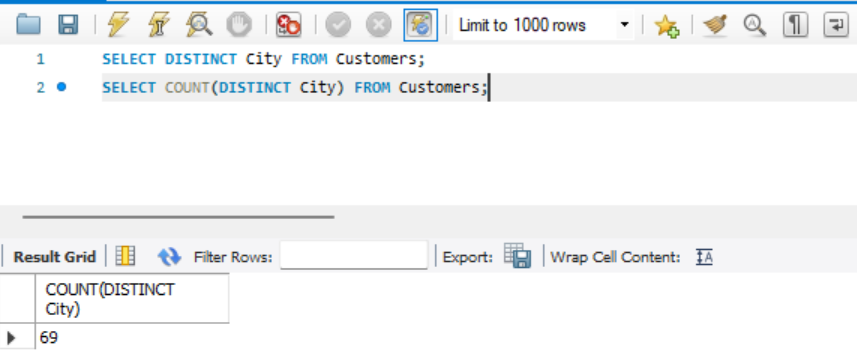 Limit to 1000 rows
1 SELECT DISTINCT City FROM Customers;
2 SELECT COUNT(DISTINCT City) FROM Customers;
Result Grid Filter Rows: Export: Wrap Cell Content: IA
COUNT(DISTINCT
City)
69